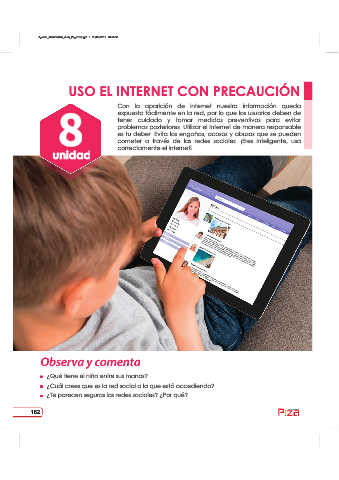 USO EL INTERNET CON PRECAUCIÓN
8
unidad
Con la aparición de internet nuestra información queda
expuesta fácilmente en la red, por lo que los usuarios deben de
tener cuidado y tomar medidas preventivas para evitar
problemas posteriores. Utilizar el internet de manera responsable
es tu deber. Evita los engaños, acosos y abusos que se pueden
cometer a través de las redes sociales. ¡Eres inteligente, usa
correctamente el internet!
Observa y comenta
¿Qué tiene el niño entre sus manos?
¿Cuál crees que es la red social a la que está accediendo?
¿Te parecen seguras las redes sociales? ¿Por qué?
162